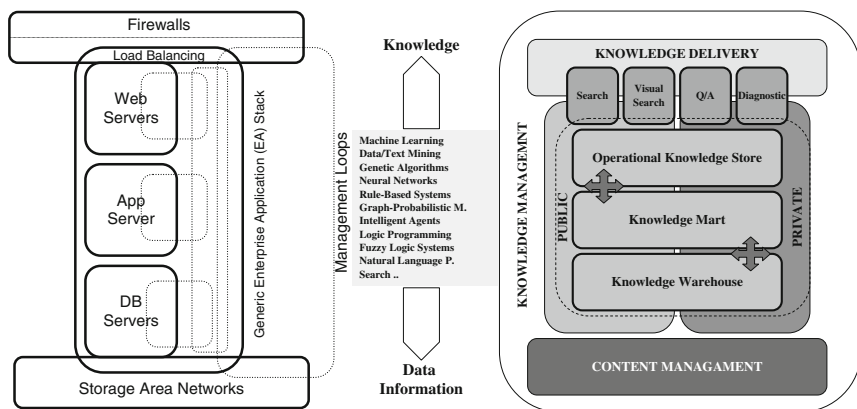 Firewalls
Load Balancing
Web
Servers
App
Server
DB
Servers
Storage Area Networks
Generic Enterprise Application (EA) Stack
Management Loops
Knowledge
Machine Learning
Data/Text Mining
Genetic Algorithms
Neural Networks
Rule-Based Systems
Graph-Probabilistic M.
Intelligent Agents
Logic Programming
Fuzzy Logic Systems
Natural Language P.
Search ..
Data
Information
KNOWLEDGE MANAGEMNT
KNOWLEDGE DELIVERY
Search
Visual
Search
Q/A
Diagnostic
PUBLIC
PRIVATE
Operational Knowledge Store
Knowledge Mart
Knowledge Warehouse
CONTENT MANAGAMENT